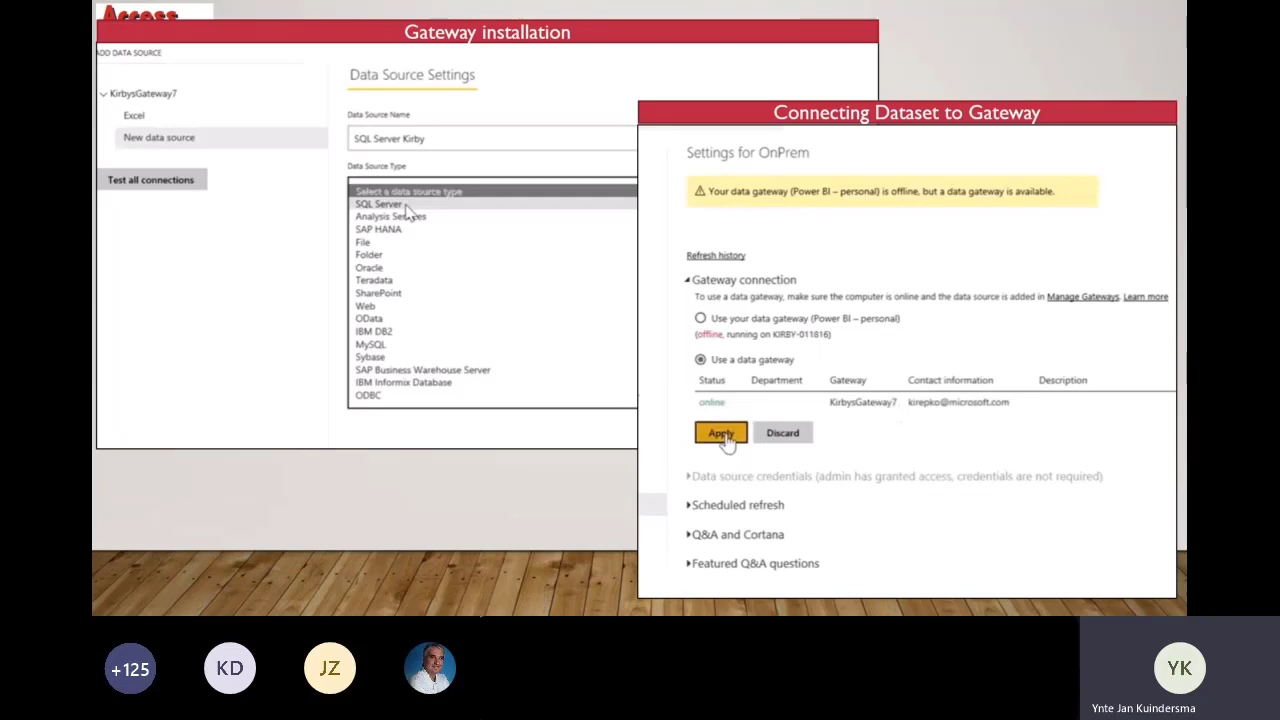 Access
Gateway installation
ADD DATA SOURCE
KirbysGateway7
Excel
New data source
Test all connections
Data Source Settings
Data Source Name
SQL Server Kirby
Data Source Type
Select a data source type
SQL Server
Analysis Services
SAP HANA
File
Folder
Oracle
Teradata
SharePoint
Web
OData
IBM DB2
MySQL
Sybase
SAP Business Warehouse Server
IBM Informix Database
ODBC
Connecting Dataset to Gateway
Settings for OnPrem
Your data gateway (Power BI – personal) is offline, but a data gateway is available.
Refresh history
Gateway connection
To use a data gateway, make sure the computer is online and the data source is added in Manage Gateways. Learn more
Use your data gateway (Power BI – personal)
(offline, running on KIRBY-011816)
Use a data gateway
Status Department Gateway Contact information Description
online KirbysGateway7 kirepko@microsoft.com
Apply Discard
Data source credentials (admin has granted access, credentials are not required)
Scheduled refresh
Q&A and Cortana
Featured Q&A questions
+125 KD JZ YK
Ynte Jan Kuindersma